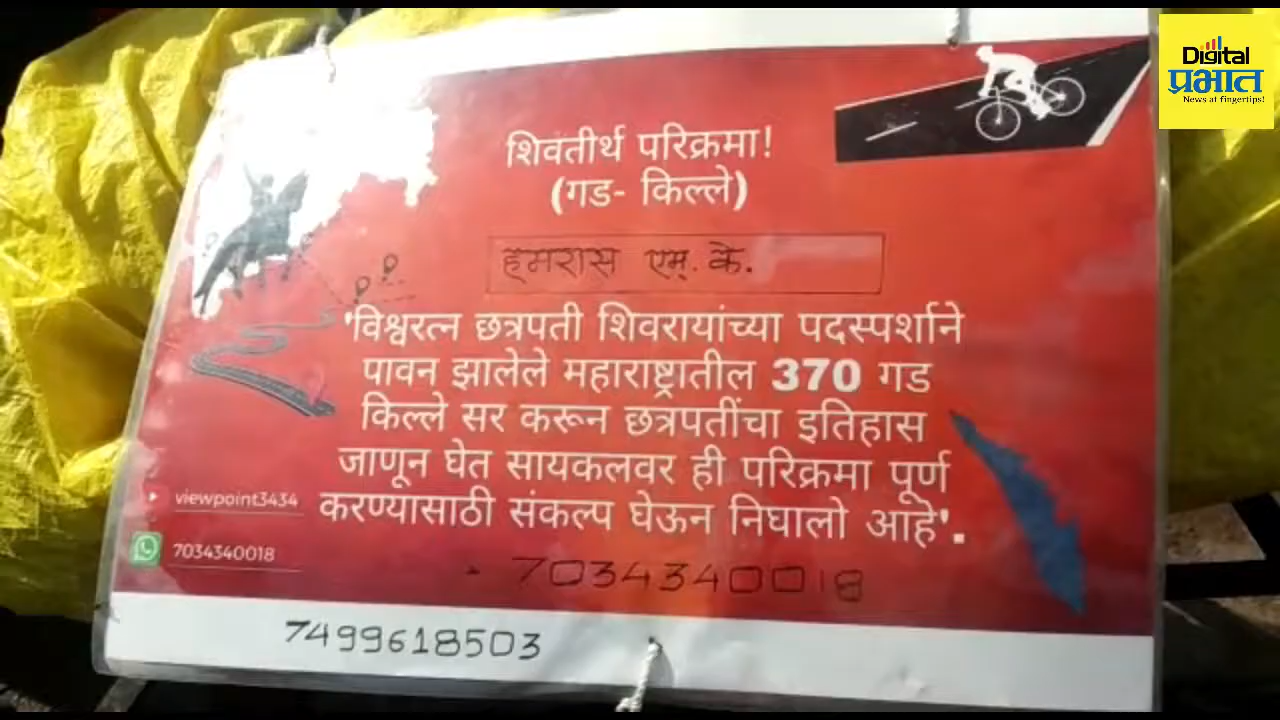 Digital
प्रभात
News at fingertips!
शिवतीर्थ परिक्रमा!
(गड- किल्ले)
हमरास एम्. के.
'विश्वरत्न छत्रपती शिवरायांच्या पदस्पर्शाने
पावन झालेले महाराष्ट्रातील 370 गड
किल्ले सर करून छत्रपतींचा इतिहास
जाणून घेत सायकलवर ही परिक्रमा पूर्ण
करण्यासाठी संकल्प घेऊन निघालो आहे'.
viewpoint3434
7034340018
7034340018
7499618503